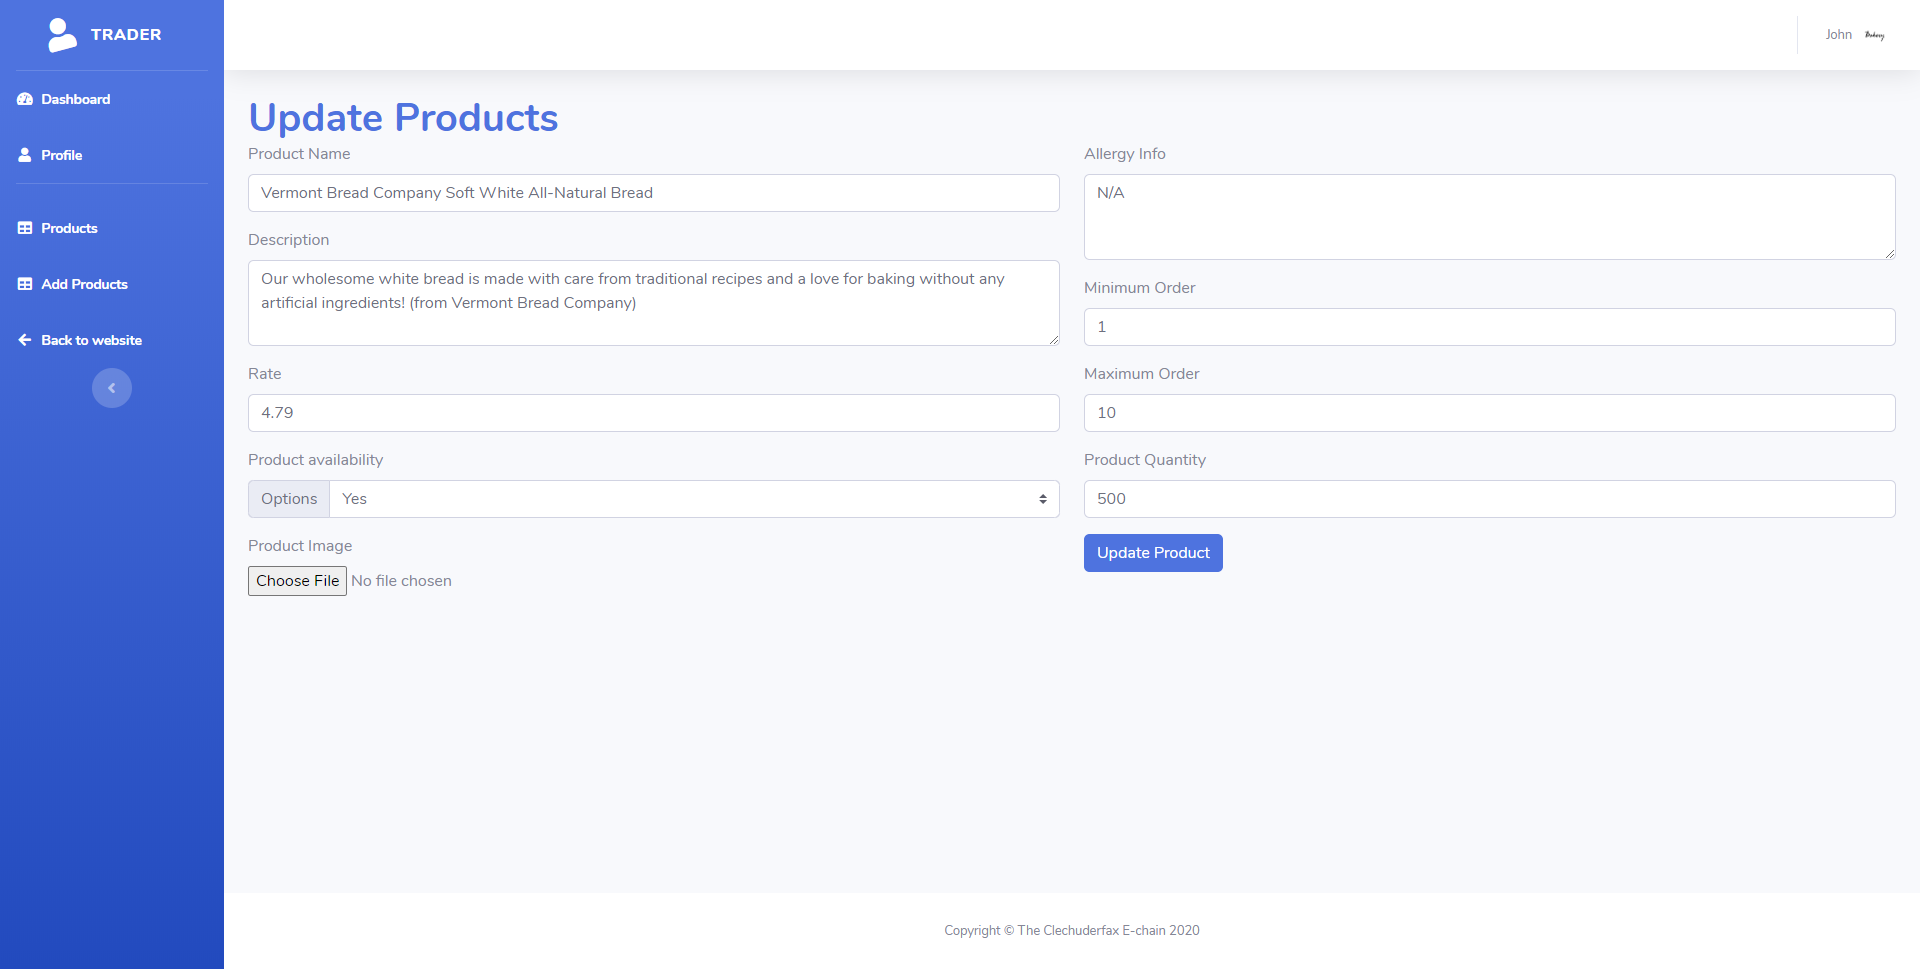 TRADER
Dashboard
Profile
Products
Add Products
Back to website
John
Bakery
Update Products
Product Name
Vermont Bread Company Soft White All-Natural Bread
Description
Our wholesome white bread is made with care from traditional recipes and a love for baking without any
artificial ingredients! (from Vermont Bread Company)
Rate
4.79
Product availability
Options Yes
Product Image
Choose File No file chosen
Allergy Info
N/A
Minimum Order
1
Maximum Order
10
Product Quantity
500
Update Product
Copyright © The Clechuderfax E-chain 2020